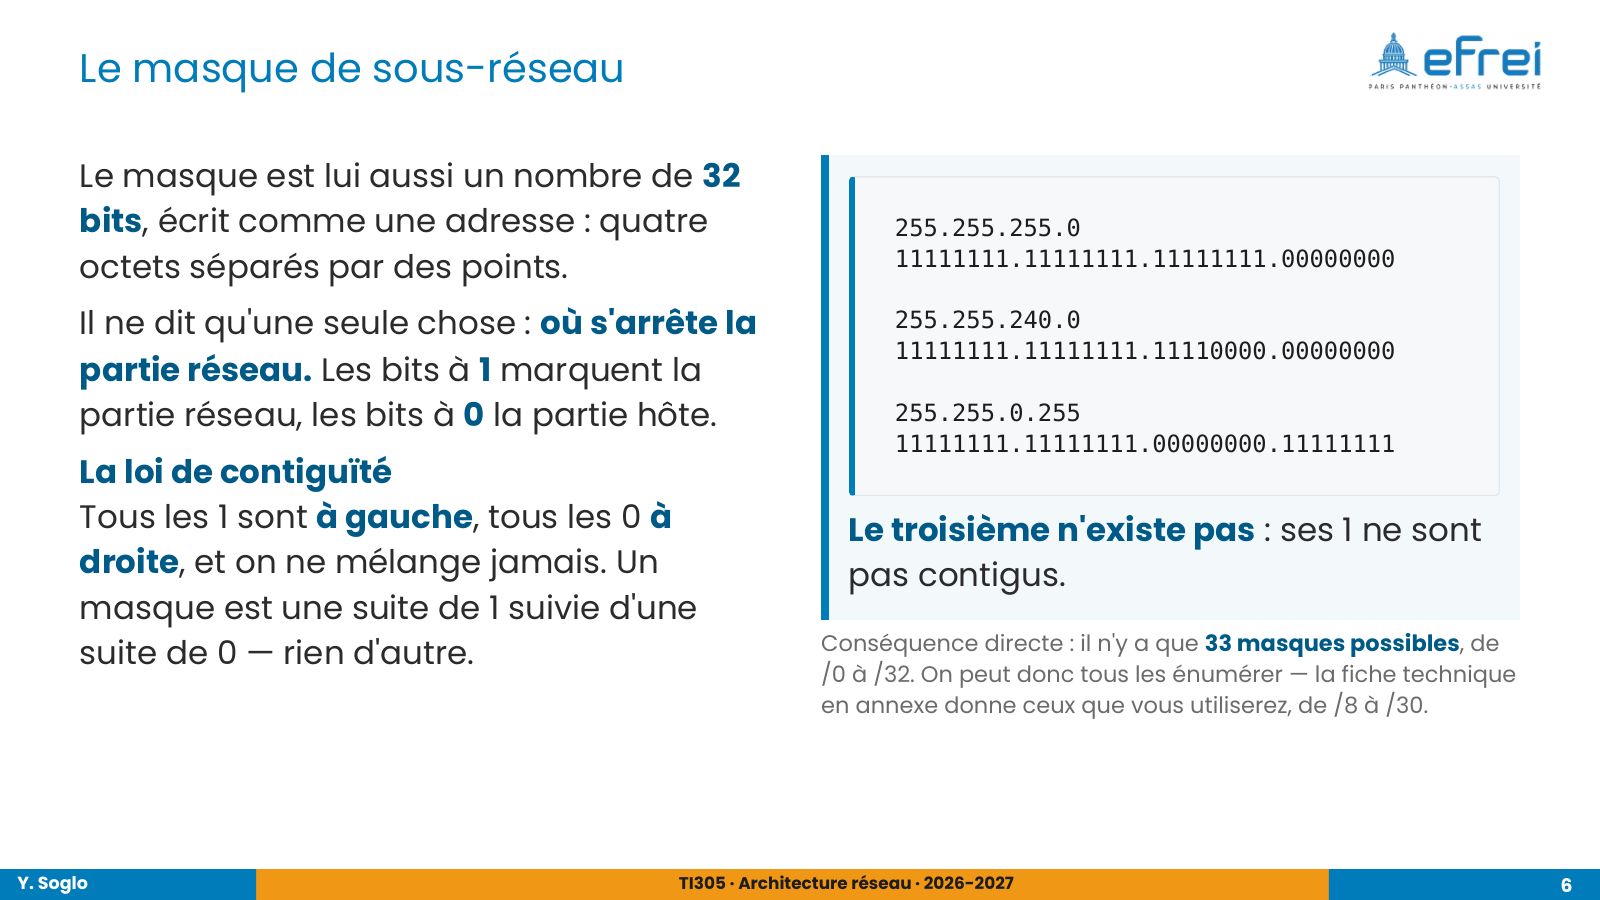 Le masque de sous-réseau
efrei
PARIS PANTHÉON-ASSAS UNIVERSITÉ
Le masque est lui aussi un nombre de 32
bits, écrit comme une adresse : quatre
octets séparés par des points.
Il ne dit qu'une seule chose : où s'arrête la
partie réseau. Les bits à 1 marquent la
partie réseau, les bits à 0 la partie hôte.
La loi de contiguïté
Tous les 1 sont à gauche, tous les 0 à
droite, et on ne mélange jamais. Un
masque est une suite de 1 suivie d'une
suite de 0 — rien d'autre.
255.255.255.0
11111111.11111111.11111111.00000000
255.255.240.0
11111111.11111111.11110000.00000000
255.255.0.255
11111111.11111111.00000000.11111111
Le troisième n'existe pas : ses 1 ne sont
pas contigus.
Conséquence directe : il n'y a que 33 masques possibles, de
/0 à /32. On peut donc tous les énumérer — la fiche technique
en annexe donne ceux que vous utiliserez, de /8 à /30.
Y. Soglo
TI305 · Architecture réseau · 2026-2027
6